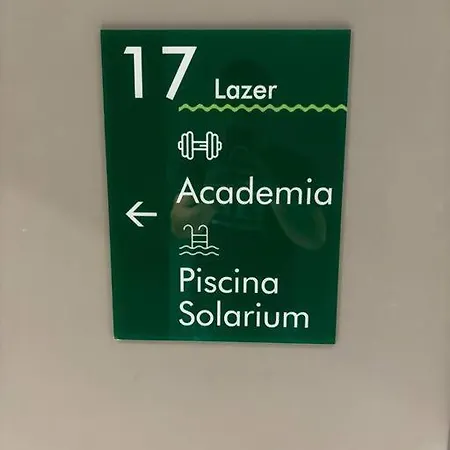 17 Lazer
Academia
Piscina
Solarium